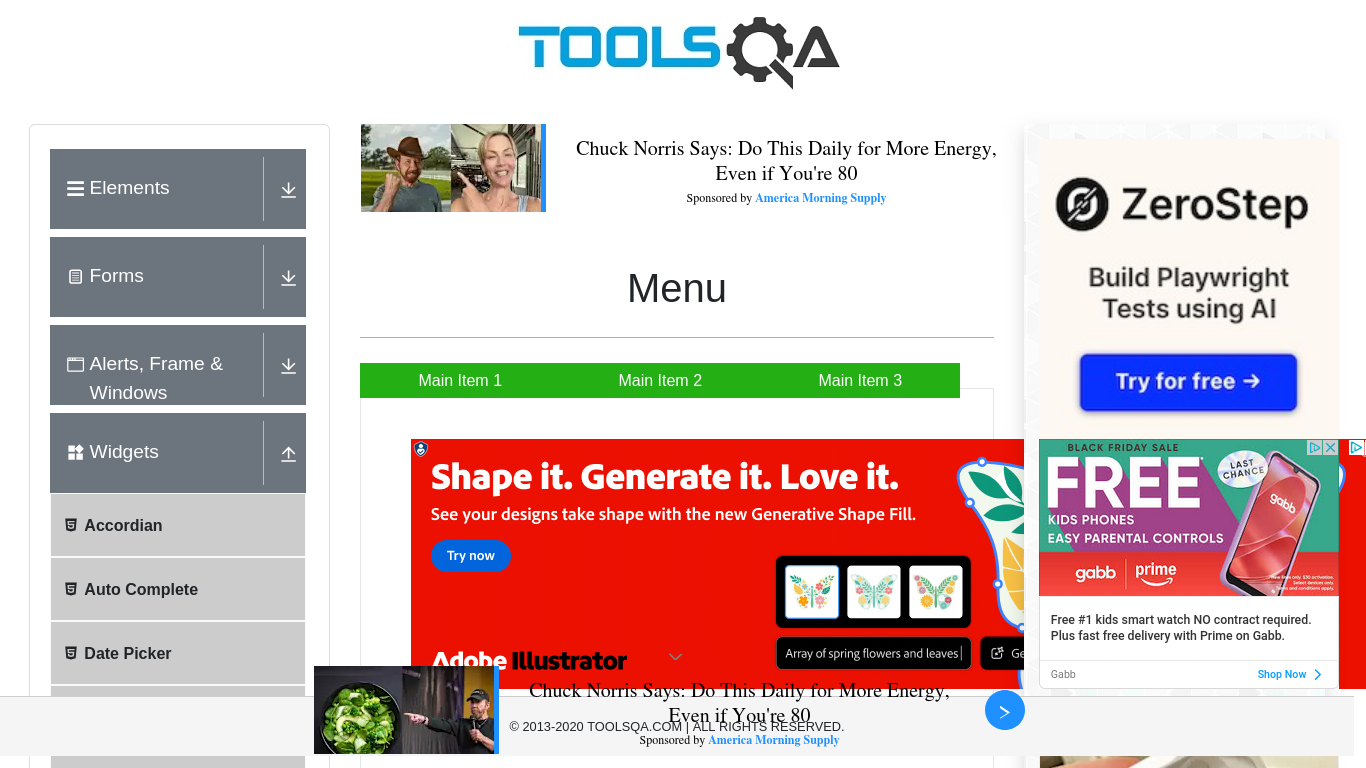 TOOLSQA
Elements
Forms
Alerts, Frame &
Windows
Widgets
Accordian
Auto Complete
Date Picker
Chuck Norris Says: Do This Daily for More Energy,
Even if You're 80
Sponsored by America Morning Supply
Menu
Main Item 1
Main Item 2
Main Item 3
Shape it. Generate it. Love it.
See your designs take shape with the new Generative Shape Fill.
Try now
Array of spring flowers and leaves
Ge
Adobe Illustrator
ZeroStep
Build Playwright
Tests using AI
Try for free →
BLACK FRIDAY SALE
FREE
LAST
CHANCE
KIDS PHONES
EASY PARENTAL CONTROLS
gabb
gabb | prime
Free #1 kids smart watch NO contract required.
Plus fast free delivery with Prime on Gabb.
Gabb
Shop Now
Chuck Norris Says: Do This Daily for More Energy,
Even if You're 80
© 2013-2020 TOOLSQA.COM | ALL RIGHTS RESERVED.
Sponsored by America Morning Supply